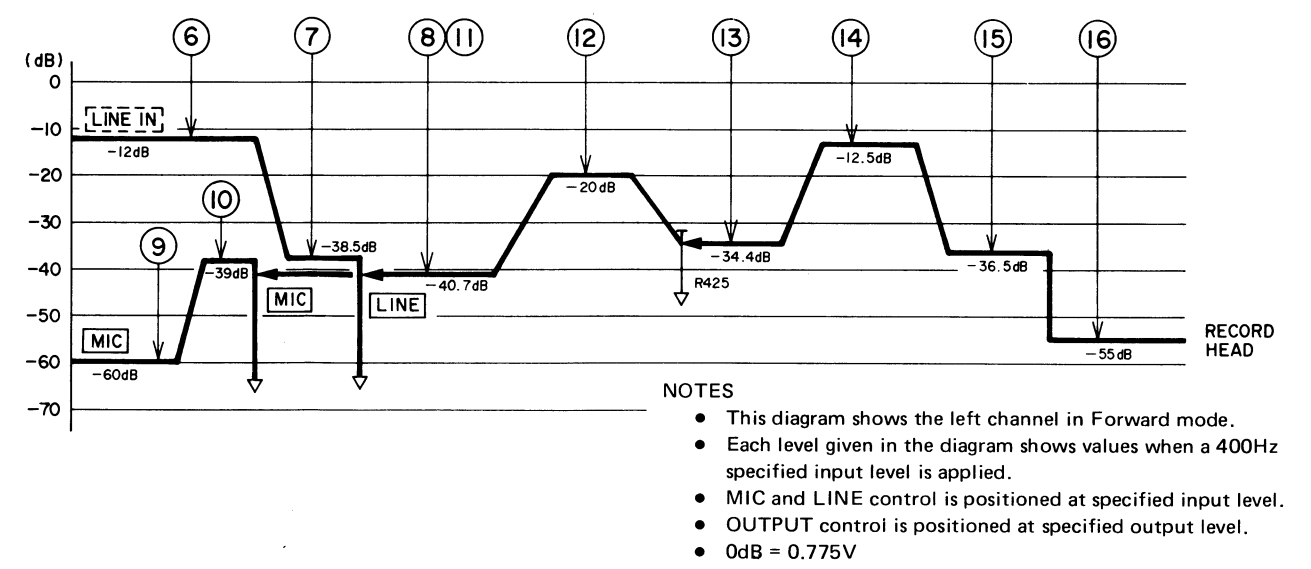 6 7 8 11 12 13 14 15 16
(dB)
0
LINE IN
-10
-12dB
-12.5dB
-20
-20dB
10
-30
9
-38.5dB
-34.4dB
-39dB
-36.5dB
-40
-40.7dB
R425
MIC
LINE
-50
MIC
RECORD
HEAD
-55dB
-60
-60dB
-70
NOTES
● This diagram shows the left channel in Forward mode.
● Each level given in the diagram shows values when a 400Hz
specified input level is applied.
● MIC and LINE control is positioned at specified input level.
● OUTPUT control is positioned at specified output level.
● 0dB = 0.775V